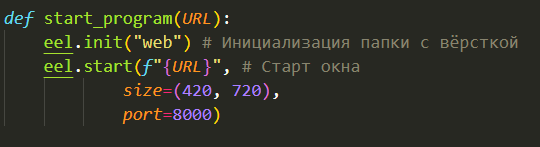 def start_program(URL):
    eel.init("web") # Инициализация папки с вёрсткой
    eel.start(f"{URL}", # Старт окна
            size=(420, 720),
            port=8000)